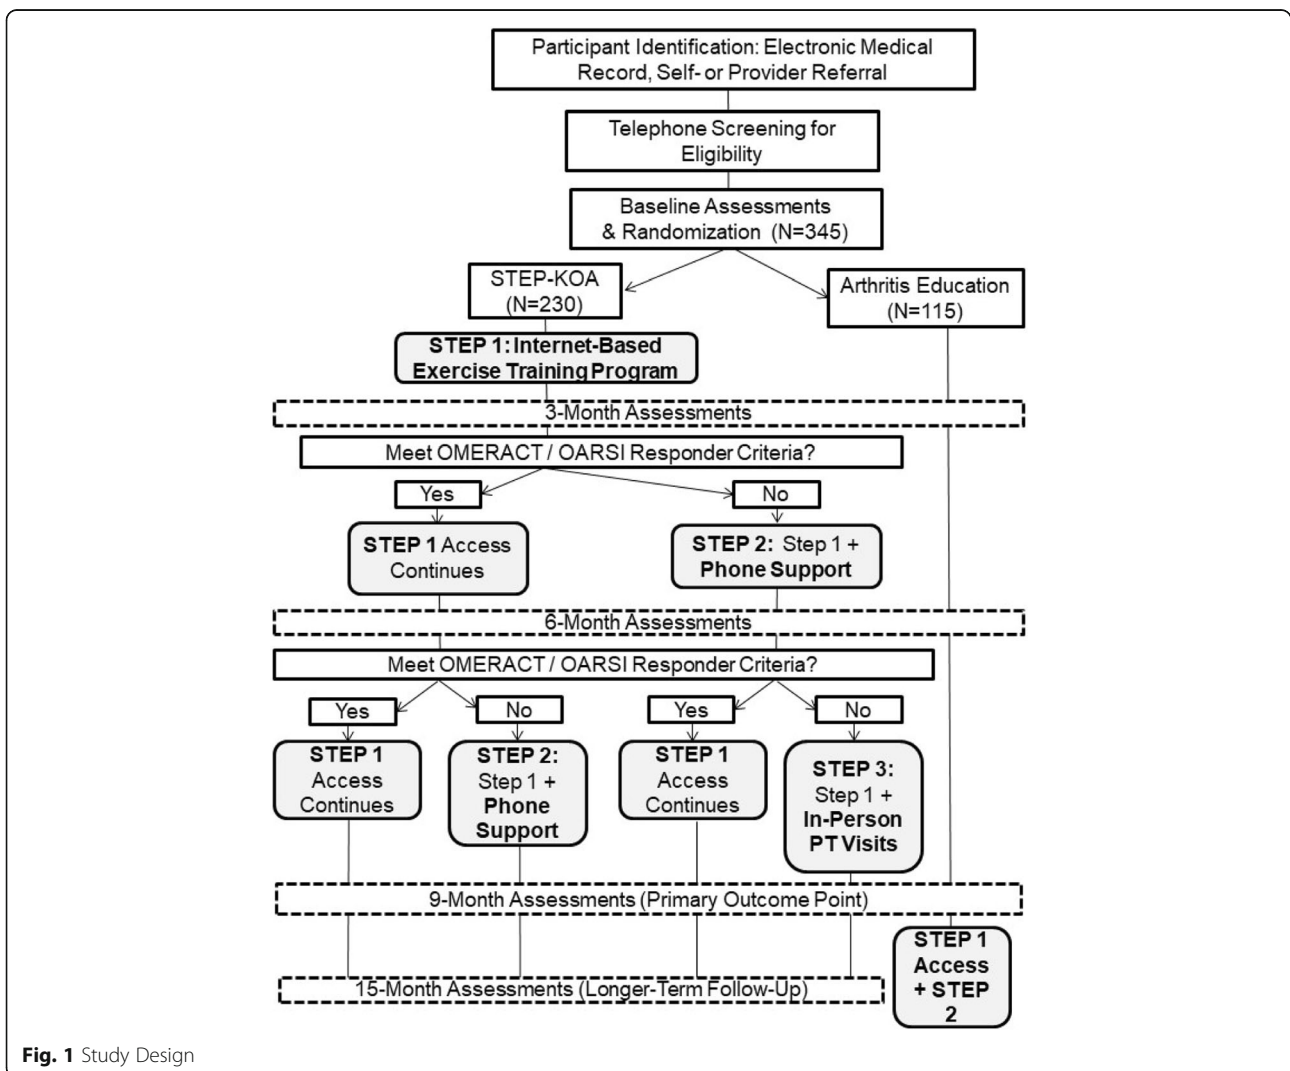 Participant Identification: Electronic Medical
Record, Self- or Provider Referral
Telephone Screening for
Eligibility
Baseline Assessments
& Randomization (N=345)
STEP-KOA
(N=230)
Arthritis Education
(N=115)
STEP 1: Internet-Based
Exercise Training Program
3-Month Assessments
Meet OMERACT / OARSI Responder Criteria?
Yes
No
STEP 1 Access
Continues
STEP 2: Step 1 +
Phone Support
6-Month Assessments
Meet OMERACT / OARSI Responder Criteria?
Yes
No
Yes
No
STEP 1
Access
Continues
STEP 2:
Step 1 +
Phone
Support
STEP 1
Access
Continues
STEP 3:
Step 1 +
In-Person
PT Visits
9-Month Assessments (Primary Outcome Point)
STEP 1
Access
+ STEP
2
15-Month Assessments (Longer-Term Follow-Up)
Fig. 1 Study Design